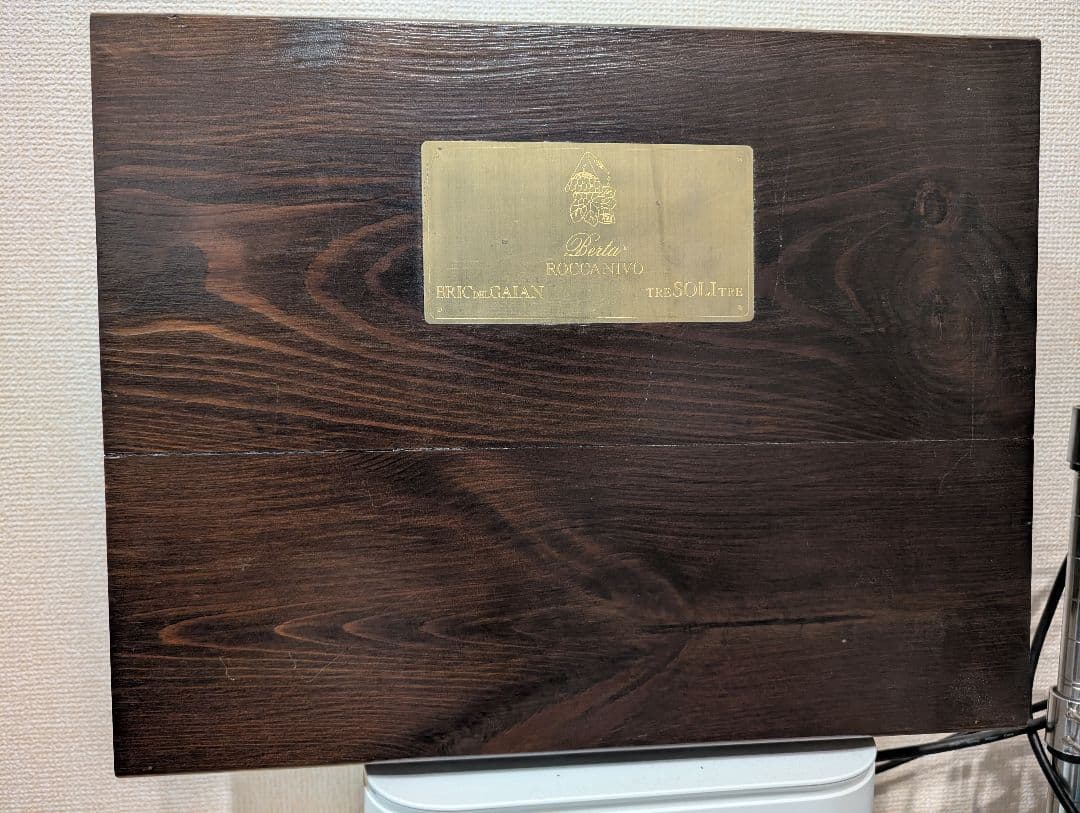 Berta
ROCCANIVO
BRIC DEL GAIAN
TRE SOLI TRE